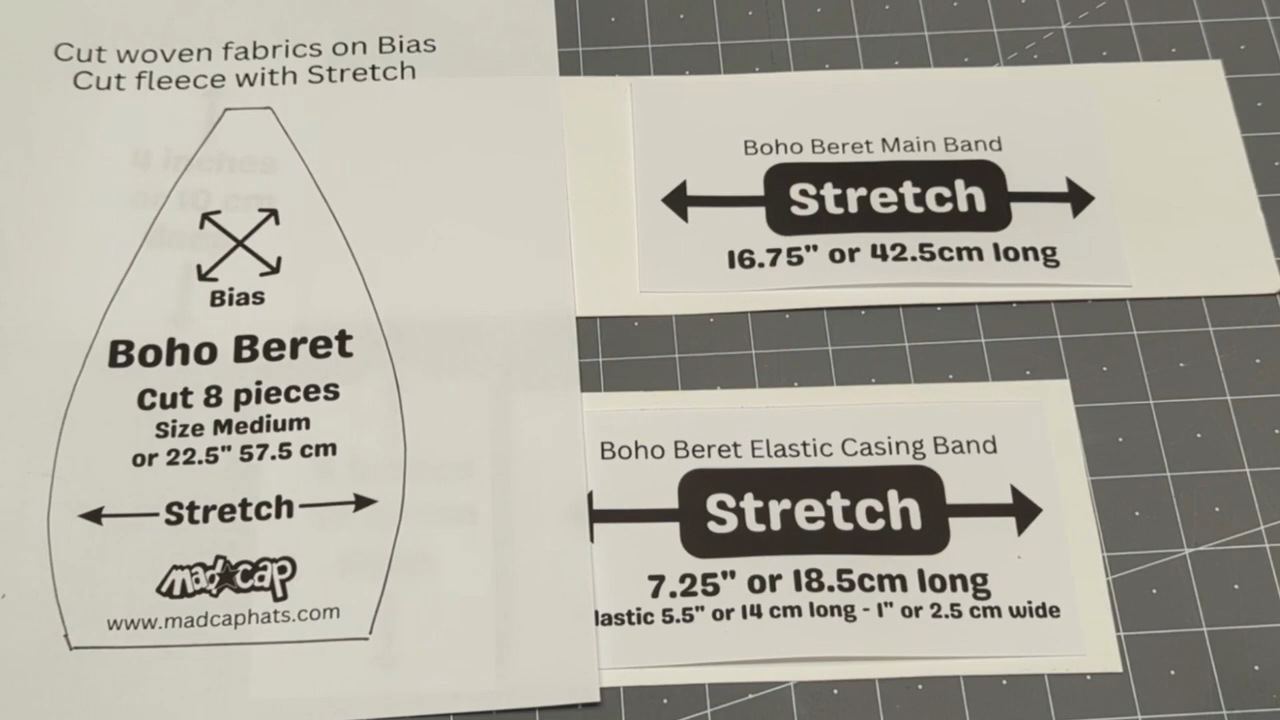 Cut woven fabrics on Bias
Cut fleece with Stretch
Bias
Boho Beret
Cut 8 pieces
Size Medium
or 22.5" 57.5 cm
Stretch
mad cap
www.madcaphats.com
Boho Beret Main Band
Stretch
16.75" or 42.5cm long
Boho Beret Elastic Casing Band
Stretch
7.25" or 18.5cm long
lastic 5.5" or 14 cm long - 1" or 2.5 cm wide